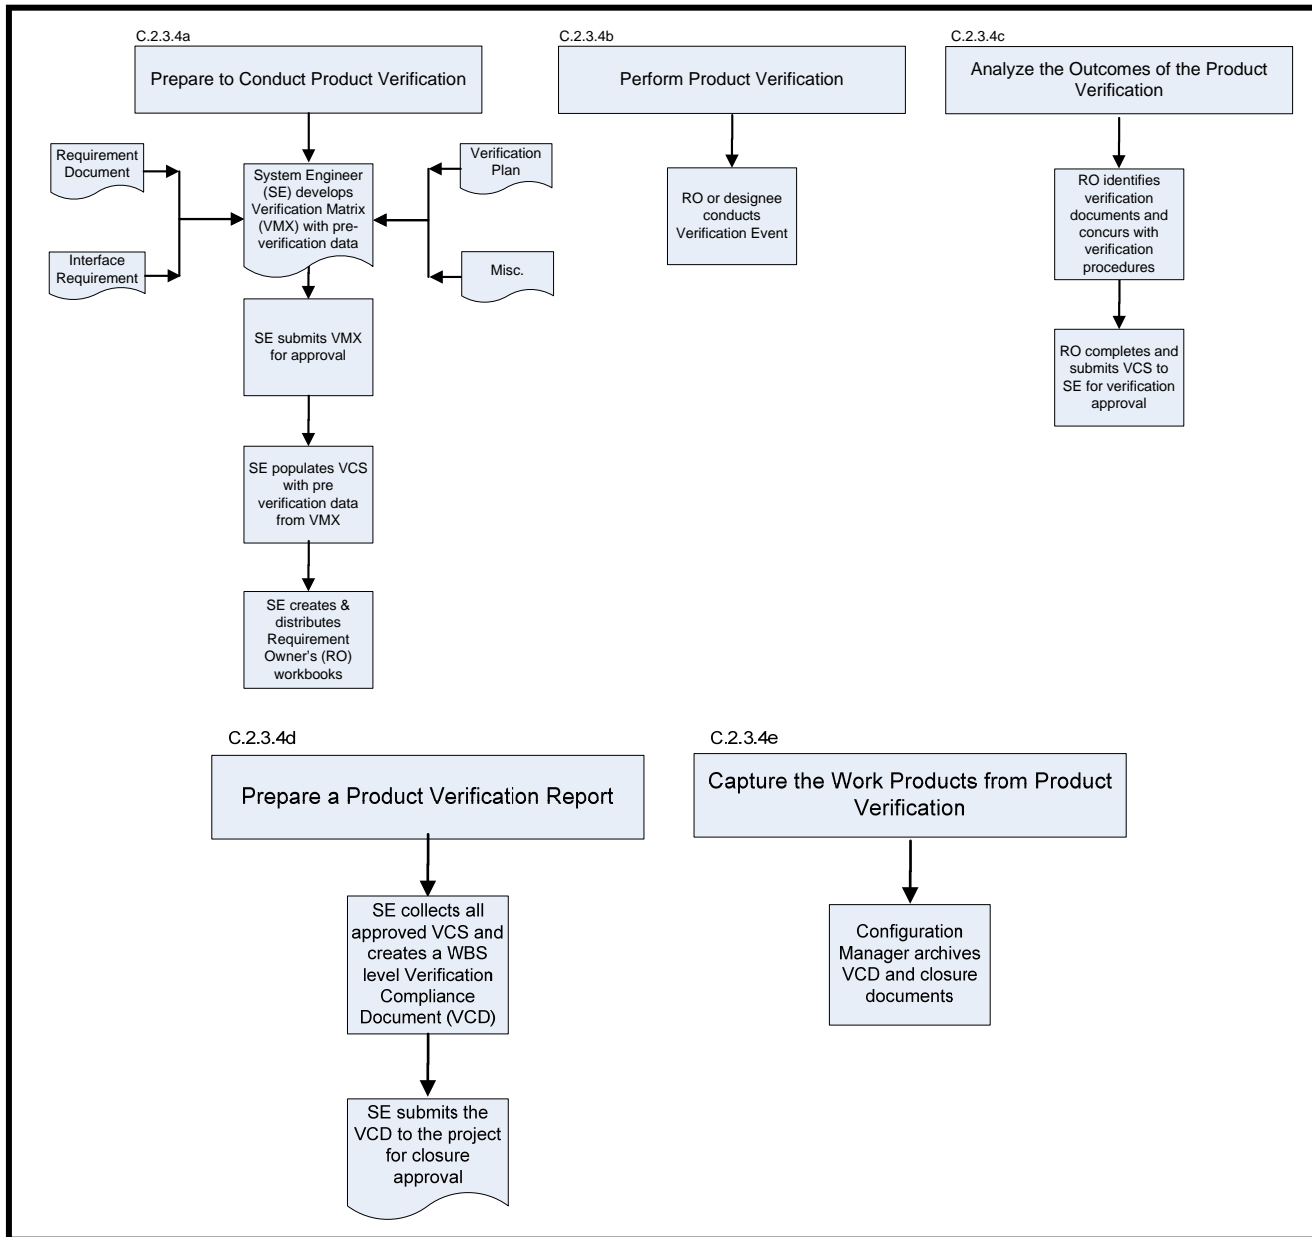 C.2.3.4a
Prepare to Conduct Product Verification
Requirement
Document
Interface
Requirement
System Engineer
(SE) develops
Verification Matrix
(VMX) with pre-
verification data
Verification
Plan
Misc.
SE submits VMX
for approval
SE populates VCS
with pre
verification data
from VMX
SE creates &
distributes
Requirement
Owner's (RO)
workbooks
C.2.3.4b
Perform Product Verification
RO or designee
conducts
Verification Event
C.2.3.4c
Analyze the Outcomes of the Product
Verification
RO identifies
verification
documents and
concurs with
verification
procedures
RO completes and
submits VCS to
SE for verification
approval
C.2.3.4d
Prepare a Product Verification Report
SE collects all
approved VCS and
creates a WBS
level Verification
Compliance
Document (VCD)
SE submits the
VCD to the project
for closure
approval
C.2.3.4e
Capture the Work Products from Product
Verification
Configuration
Manager archives
VCD and closure
documents